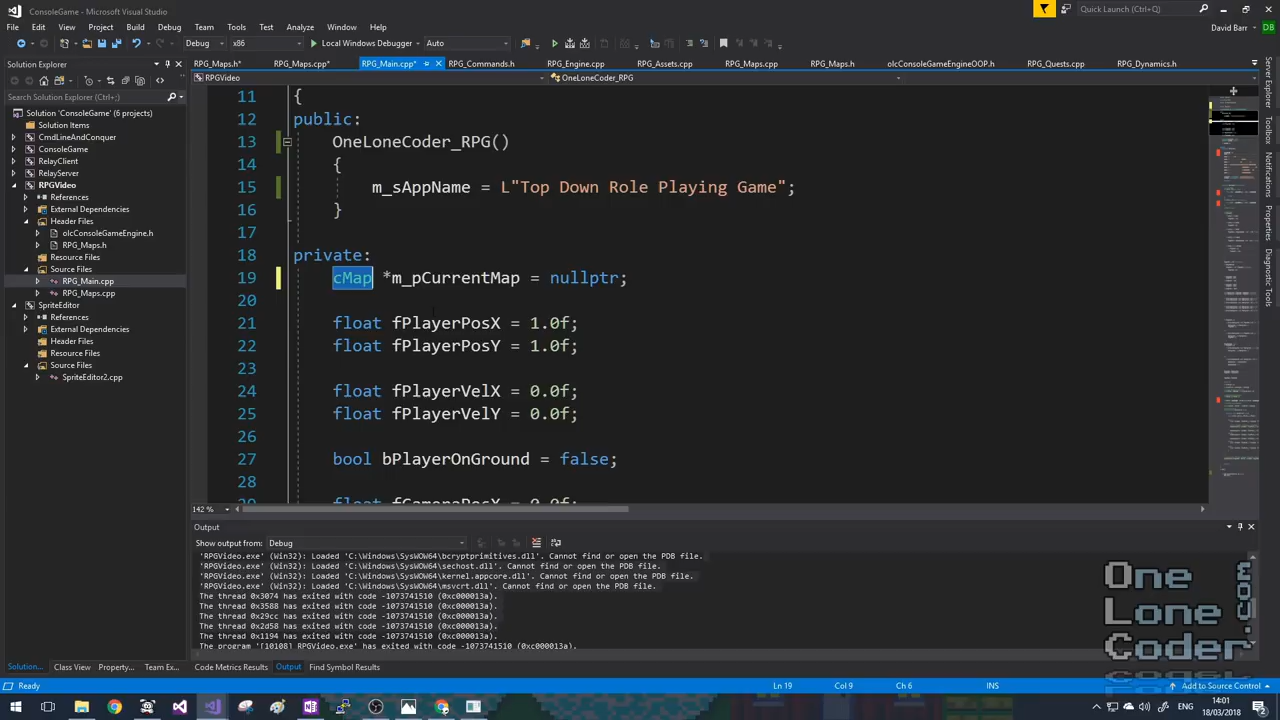 ConsoleGame - Microsoft Visual Studio
Quick Launch (Ctrl+Q)
File Edit View Project Build Debug Team Tools Test Analyze Window Help
David Barr
DB
Debug x86 Local Windows Debugger Auto
Solution Explorer
RPG_Maps.h* RPG_Maps.cpp* RPG_Main.cpp* RPG_Commands.h RPG_Engine.cpp RPG_Assets.cpp RPG_Maps.cpp RPG_Maps.h olcConsoleGameEngineOOP.h RPG_Quests.cpp RPG_Dynamics.h
RPGVideo OneLoneCoder_RPG
Search Solution Explorer (Ctrl+;)
Solution 'ConsoleGame' (6 projects)
Solution Items
CmdLineAndConquer
ConsoleGame
RelayClient
RelayServer
RPGVideo
References
External Dependencies
Header Files
olcConsoleGameEngine.h
RPG_Maps.h
Resource Files
Source Files
RPG_Main.cpp
RPG_Maps.cpp
SpriteEditor
References
External Dependencies
Header Files
Resource Files
Source Files
SpriteEditor2.cpp
11 {
12 public:
13 OneLoneCoder_RPG()
14 {
15 m_sAppName = L"Top Down Role Playing Game";
16 }
17
18 private:
19 cMap *m_pCurrentMap = nullptr;
20
21 float fPlayerPosX = 1.0f;
22 float fPlayerPosY = 1.0f;
23
24 float fPlayerVelX = 0.0f;
25 float fPlayerVelY = 0.0f;
26
27 bool bPlayerOnGround = false;
28
29 float fCameraPosX = 0.0f;
142 %
Server Explorer
Toolbox
Notifications
Properties
Diagnostic Tools
Output
Show output from: Debug
'RPGVideo.exe' (Win32): Loaded 'C:\Windows\SysWOW64\bcryptprimitives.dll'. Cannot find or open the PDB file.
'RPGVideo.exe' (Win32): Loaded 'C:\Windows\SysWOW64\sechost.dll'. Cannot find or open the PDB file.
'RPGVideo.exe' (Win32): Loaded 'C:\Windows\SysWOW64\kernel.appcore.dll'. Cannot find or open the PDB file.
'RPGVideo.exe' (Win32): Loaded 'C:\Windows\SysWOW64\msvcrt.dll'. Cannot find or open the PDB file.
The thread 0x3074 has exited with code -1073741510 (0xc000013a).
The thread 0x3588 has exited with code -1073741510 (0xc000013a).
The thread 0x29cc has exited with code -1073741510 (0xc000013a).
The thread 0x2d58 has exited with code -1073741510 (0xc000013a).
The thread 0x1194 has exited with code -1073741510 (0xc000013a).
The program '[10108] RPGVideo.exe' has exited with code -1073741510 (0xc000013a).
One
Lone
Coder
.com
Solution... Class View Property... Team Ex... Code Metrics Results Output Find Symbol Results
Ready Ln 19 Col 9 Ch 6 INS Add to Source Control
14:01
18/03/2018